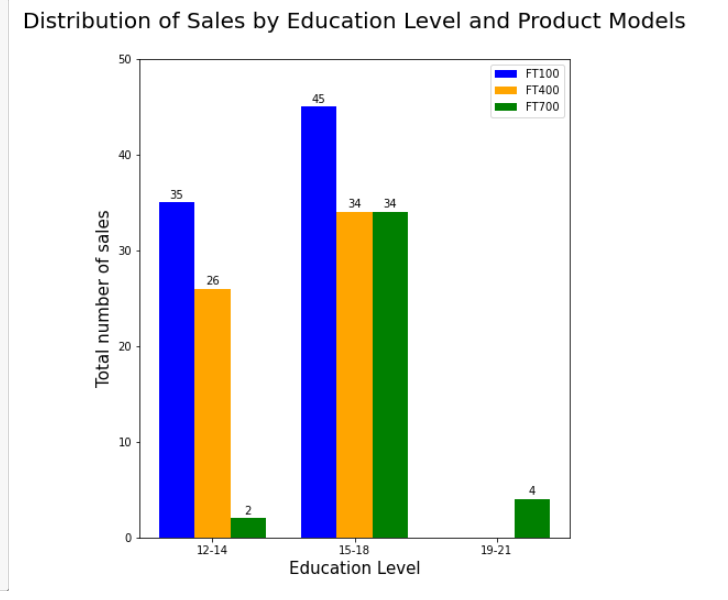 Distribution of Sales by Education Level and Product Models
50
FT100
FT400
FT700
45
40
35
34
34
30
26
20
10
4
2
0
12-14
15-18
19-21
Total number of sales
Education Level